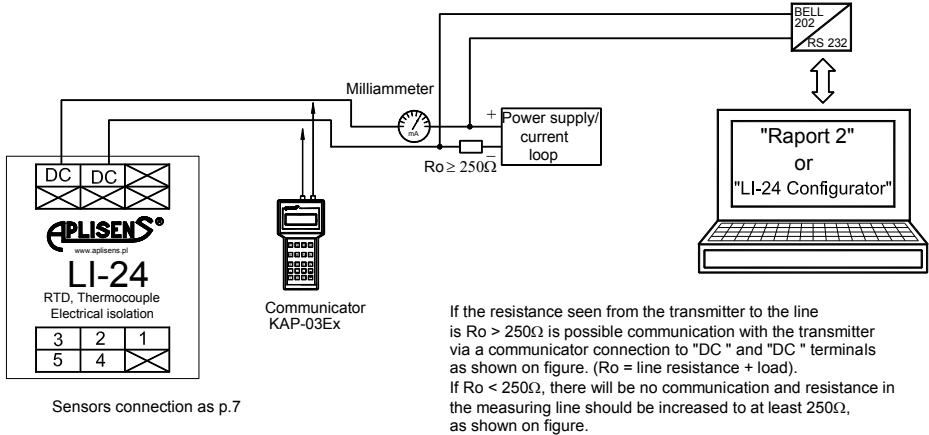 BELL
202
RS 232
Milliammeter
mA
+
Power supply/
current
loop
−
Ro ≥ 250Ω
"Raport 2"
or
"LI-24 Configurator"
DC DC
APLISENS®
www.aplisens.pl
LI-24
RTD, Thermocouple
Electrical isolation
3 2 1
5 4
Communicator
KAP-03Ex
Sensors connection as p.7
If the resistance seen from the transmitter to the line
is Ro > 250Ω is possible communication with the transmitter
via a communicator connection to "DC " and "DC " terminals
as shown on figure. (Ro = line resistance + load).
If Ro < 250Ω, there will be no communication and resistance in
the measuring line should be increased to at least 250Ω,
as shown on figure.